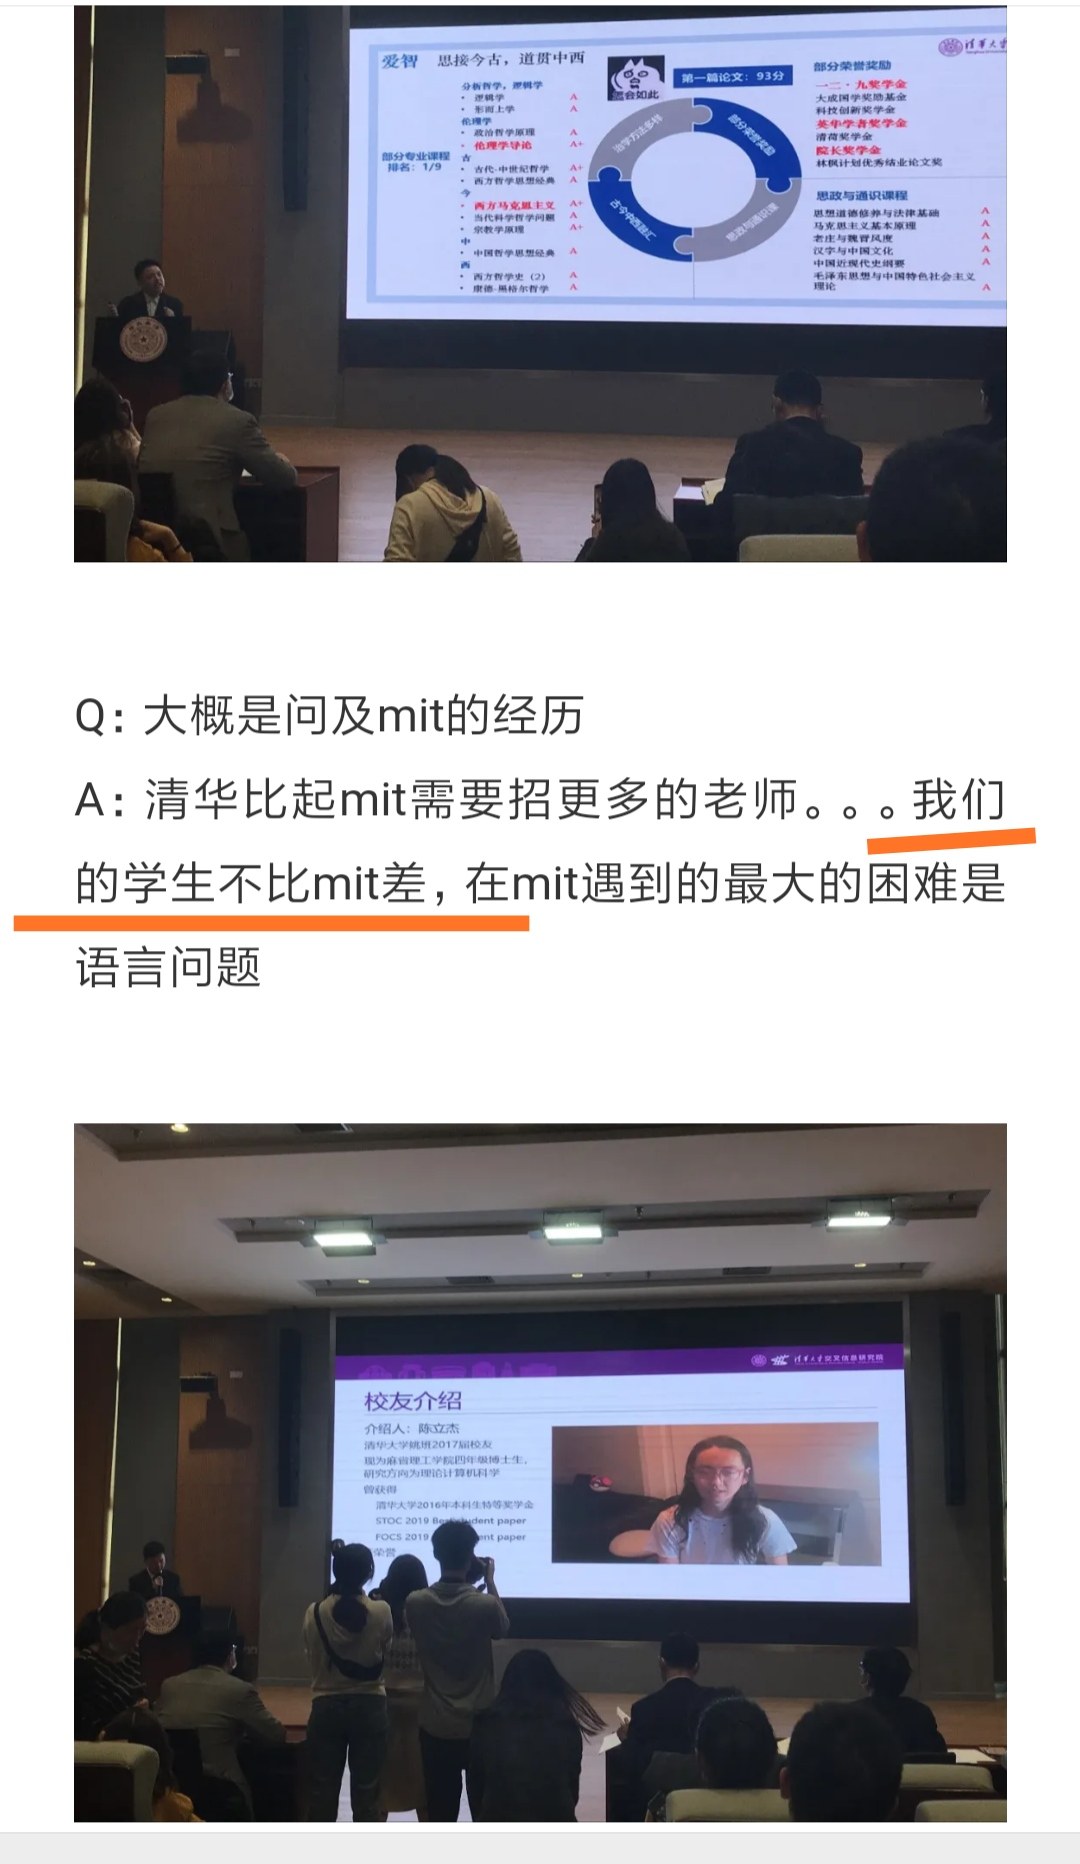 爱智 思接今古，道贯中西
清华大学
分析哲学，逻辑学
逻辑学 A
形而上学 A
伦理学
政治哲学原理 A
伦理学导论 A+
部分专业课程
排名：1/9
古
古代-中世纪哲学 A+
西方哲学思想经典 A
今
西方马克思主义 A+
当代科学哲学问题 A
宗教学原理 A+
中
中国哲学思想经典 A
西
西方哲学史（2） A
康德-黑格尔哲学 A
会如此
第一篇论文：93分
治学方法多样
部分荣誉奖励
古今中西融汇
思政与通识课
部分荣誉奖励
一二·九奖学金
大成国学奖励基金
科技创新奖学金
英华学者奖学金
清荷奖学金
院长奖学金
林枫计划优秀结业论文奖
思政与通识课程
思想道德修养与法律基础 A
马克思主义基本原理 A
老庄与魏晋风度 A
汉字与中国文化 A
中国近现代史纲要 A
毛泽东思想与中国特色社会主义
理论 A
Q：大概是问及mit的经历
A：清华比起mit需要招更多的老师。。。我们
的学生不比mit差，在mit遇到的最大的困难是
语言问题
清华大学交叉信息研究院
校友介绍
介绍人：陈立杰
清华大学姚班2017届校友
现为麻省理工学院四年级博士生，
研究方向为理论计算机科学
曾获得
清华大学2016年本科生特等奖学金
STOC 2019 Best student paper
FOCS 2019 paper
荣誉